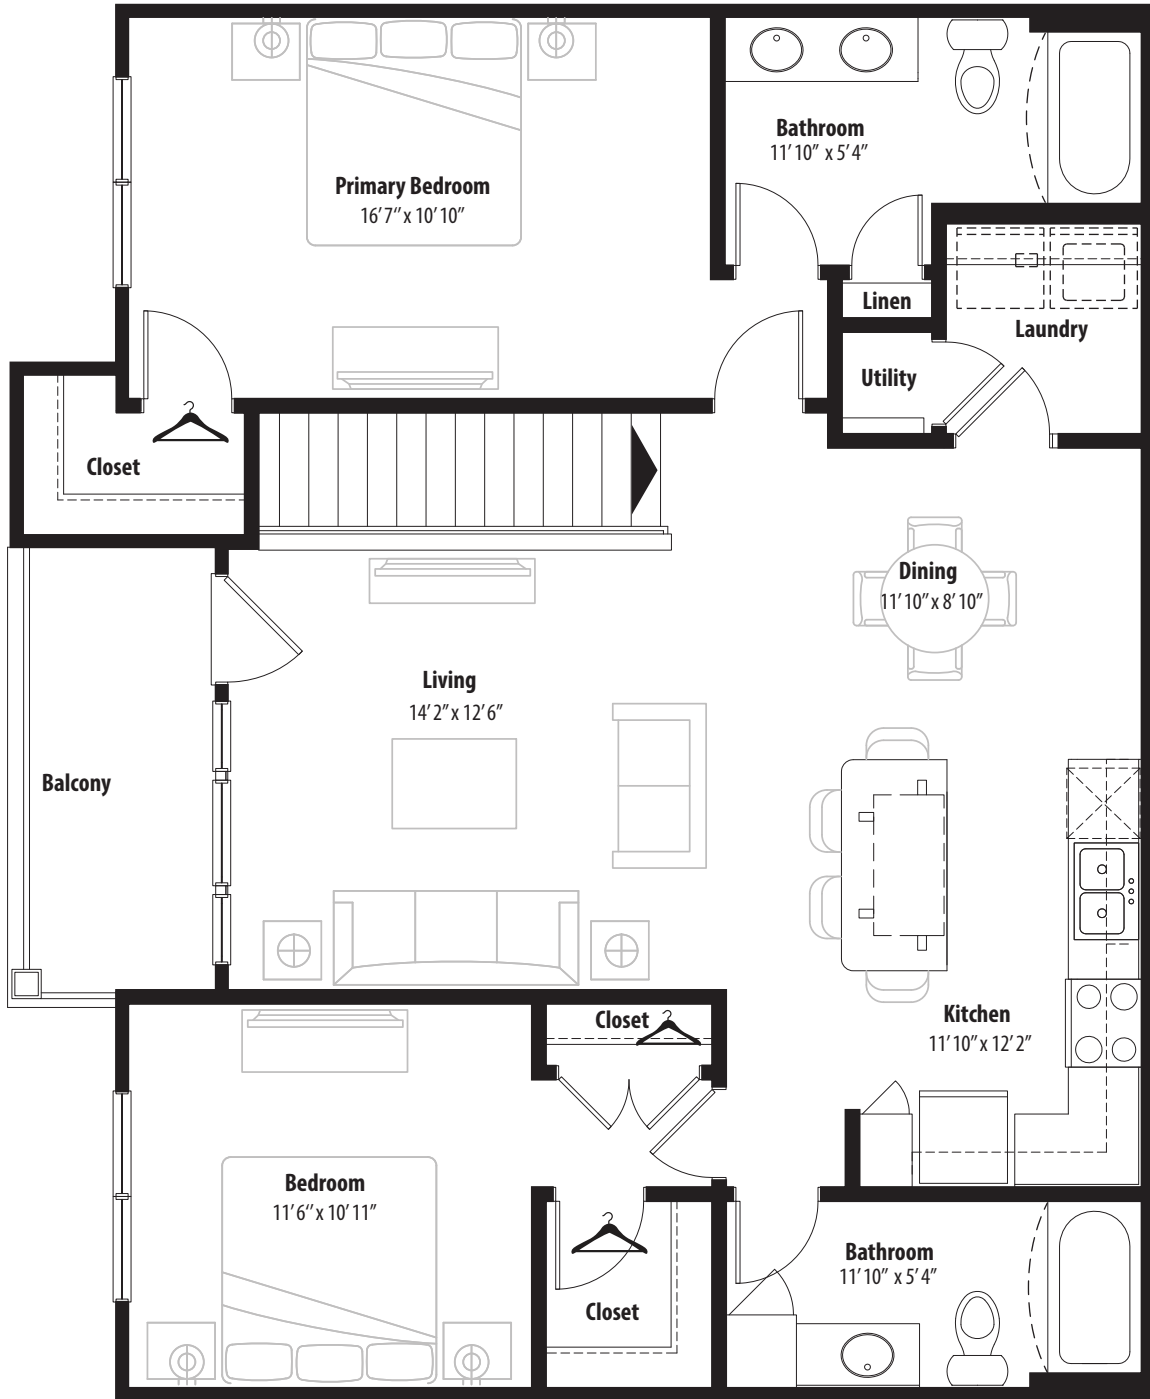 Bathroom
11'10" x 5'4"
Primary Bedroom
16'7" x 10'10"
Linen
Laundry
Utility
Closet
Dining
11'10" x 8'10"
Living
14'2" x 12'6"
Balcony
Closet
Kitchen
11'10" x 12'2"
Bedroom
11'6" x 10'11"
Bathroom
11'10" x 5'4"
Closet